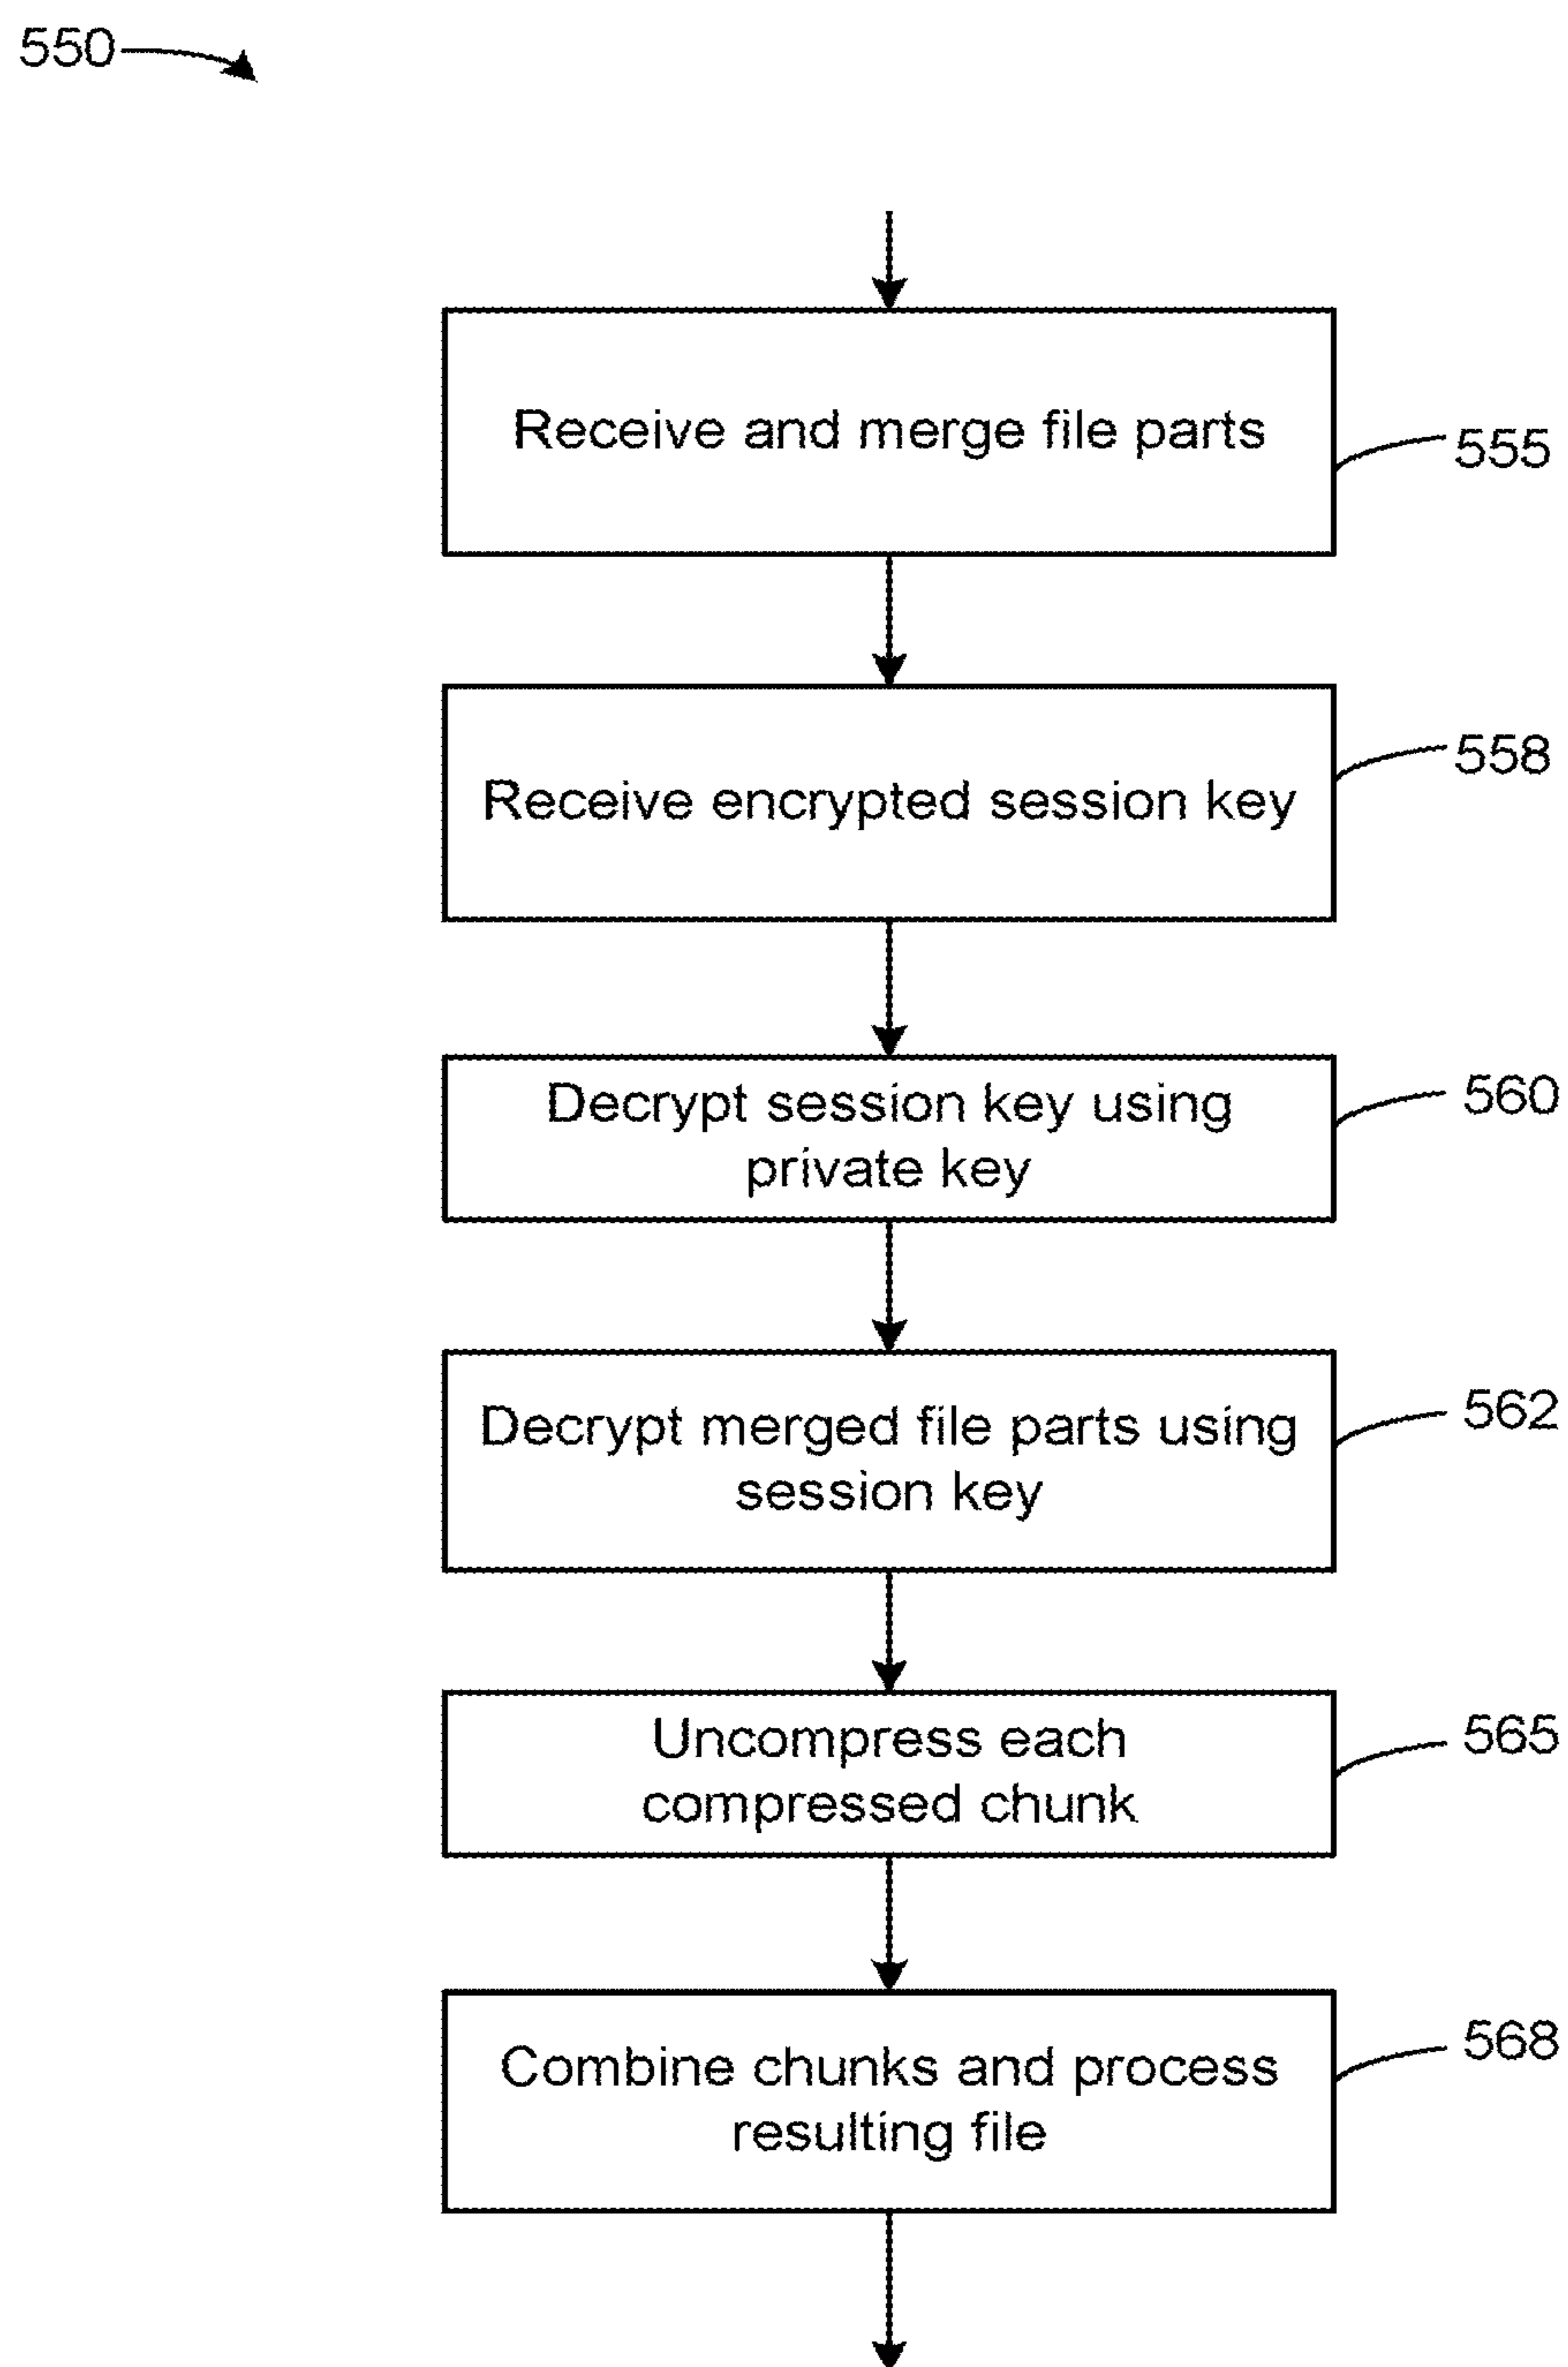 550
Receive and merge file parts
555
Receive encrypted session key
558
Decrypt session key using
private key
560
Decrypt merged file parts using
session key
562
Uncompress each
compressed chunk
565
Combine chunks and process
resulting file
568